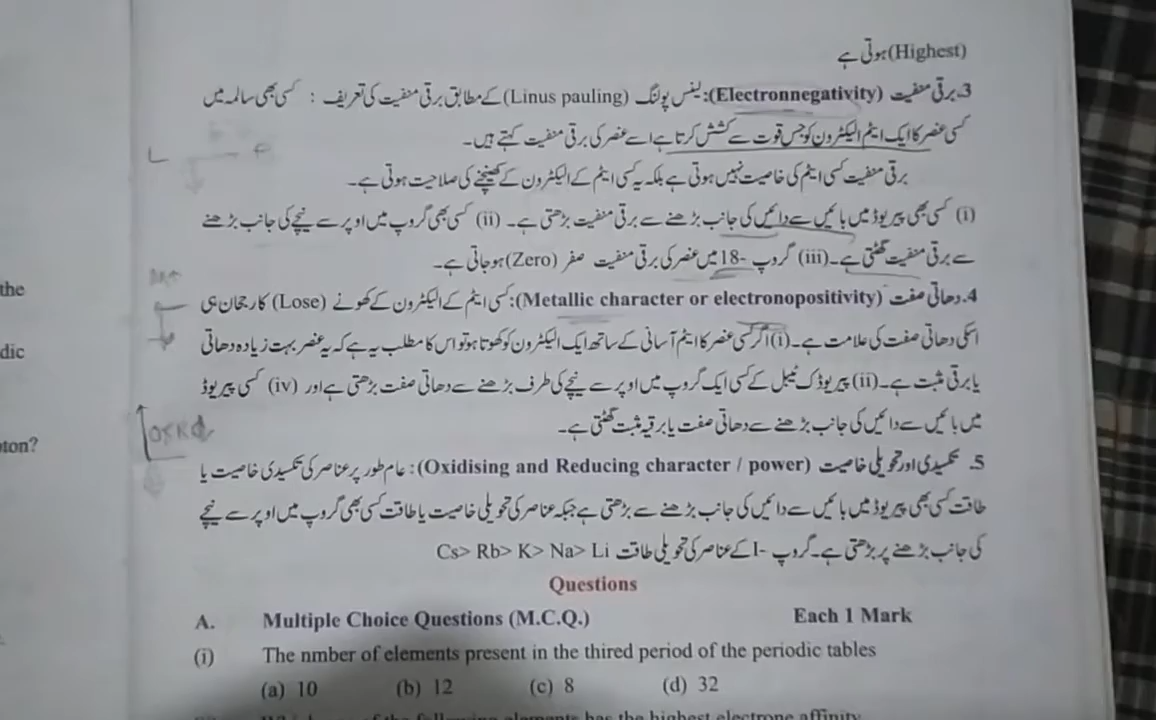 (Highest) ہوتی ہے
3. برقی منفیت (Electronnegativity): لینس پولنگ (Linus pauling) کے مطابق برقی منفیت کی تعریف : کسی بھی سالمہ میں
کسی عنصر کا ایک ایٹم الیکٹرون کو جس قوت سے کشش کرتا ہے اسے عنصر کی برقی منفیت کہتے ہیں۔
برقی منفیت کسی ایٹم کی خاصیت نہیں ہوتی ہے بلکہ یہ کسی ایٹم کے الیکٹرون کے کھینچنے کی صلاحیت ہوتی ہے۔
(i) کسی بھی پیریوڈ میں بائیں سے دائیں کی جانب بڑھنے سے برقی منفیت بڑھتی ہے۔ (ii) کسی بھی گروپ میں اوپر سے نیچے کی جانب بڑھنے
سے برقی منفیت گھٹتی ہے۔ (iii) گروپ -18 میں عنصر کی برقی منفیت صفر (Zero) ہوجاتی ہے۔
4. دھاتی صفت (Metallic character or electronopositivity): کسی ایٹم کے الیکٹرون کے کھونے (Lose) کا رجحان ہی
اسکی دھاتی صفت کی علامت ہے۔ (i) اگر کسی عنصر کا ایٹم آسانی کے ساتھ ایک الیکٹرون کو کھوتا ہو تو اس کا مطلب یہ ہے کہ یہ عنصر بہت زیادہ دھاتی
یا برقی مثبت ہے۔ (ii) پیریوڈک ٹیبل کے کسی ایک گروپ میں اوپر سے نیچے کی طرف بڑھنے سے دھاتی صفت بڑھتی ہے اور (iv) کسی پیریوڈ
میں بائیں سے دائیں کی جانب بڑھنے سے دھاتی صفت یا برقیہ مثبت گھٹتی ہے۔
5. تکسیدی اور تحویلی خاصیت (Oxidising and Reducing character / power): عام طور پر عناصر کی تکسیدی خاصیت یا
طاقت کسی بھی پیریوڈ میں بائیں سے دائیں کی جانب بڑھنے سے بڑھتی ہے جبکہ عناصر کی تحویلی خاصیت یا طاقت کسی بھی گروپ میں اوپر سے نیچے
کی جانب بڑھنے پر بڑھتی ہے۔ گروپ -I کے عناصر کی تحویلی طاقت Cs> Rb> K> Na> Li
the
dic
ton?
Questions
A. Multiple Choice Questions (M.C.Q.) Each 1 Mark
(i) The nmber of elements present in the thired period of the periodic tables
(a) 10 (b) 12 (c) 8 (d) 32
of the following elements has the highest electrone affinity